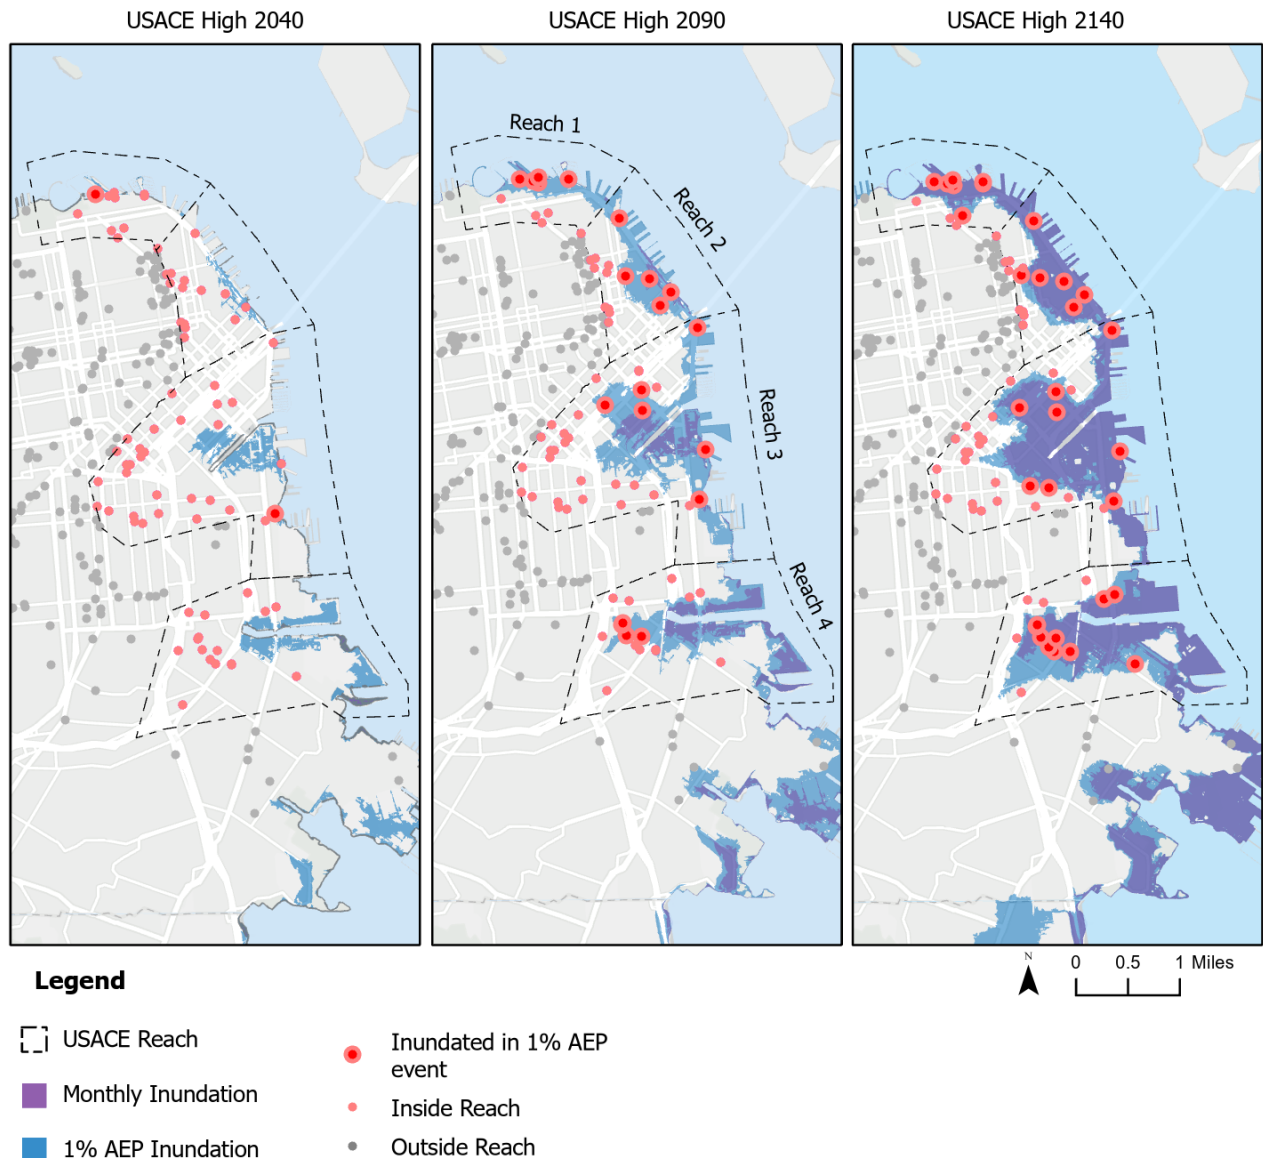 USACE High 2040
USACE High 2090
USACE High 2140
Reach 1
Reach 2
Reach 3
Reach 4
N
0 0.5 1 Miles
Legend
USACE Reach
Monthly Inundation
1% AEP Inundation
Inundated in 1% AEP
event
Inside Reach
Outside Reach